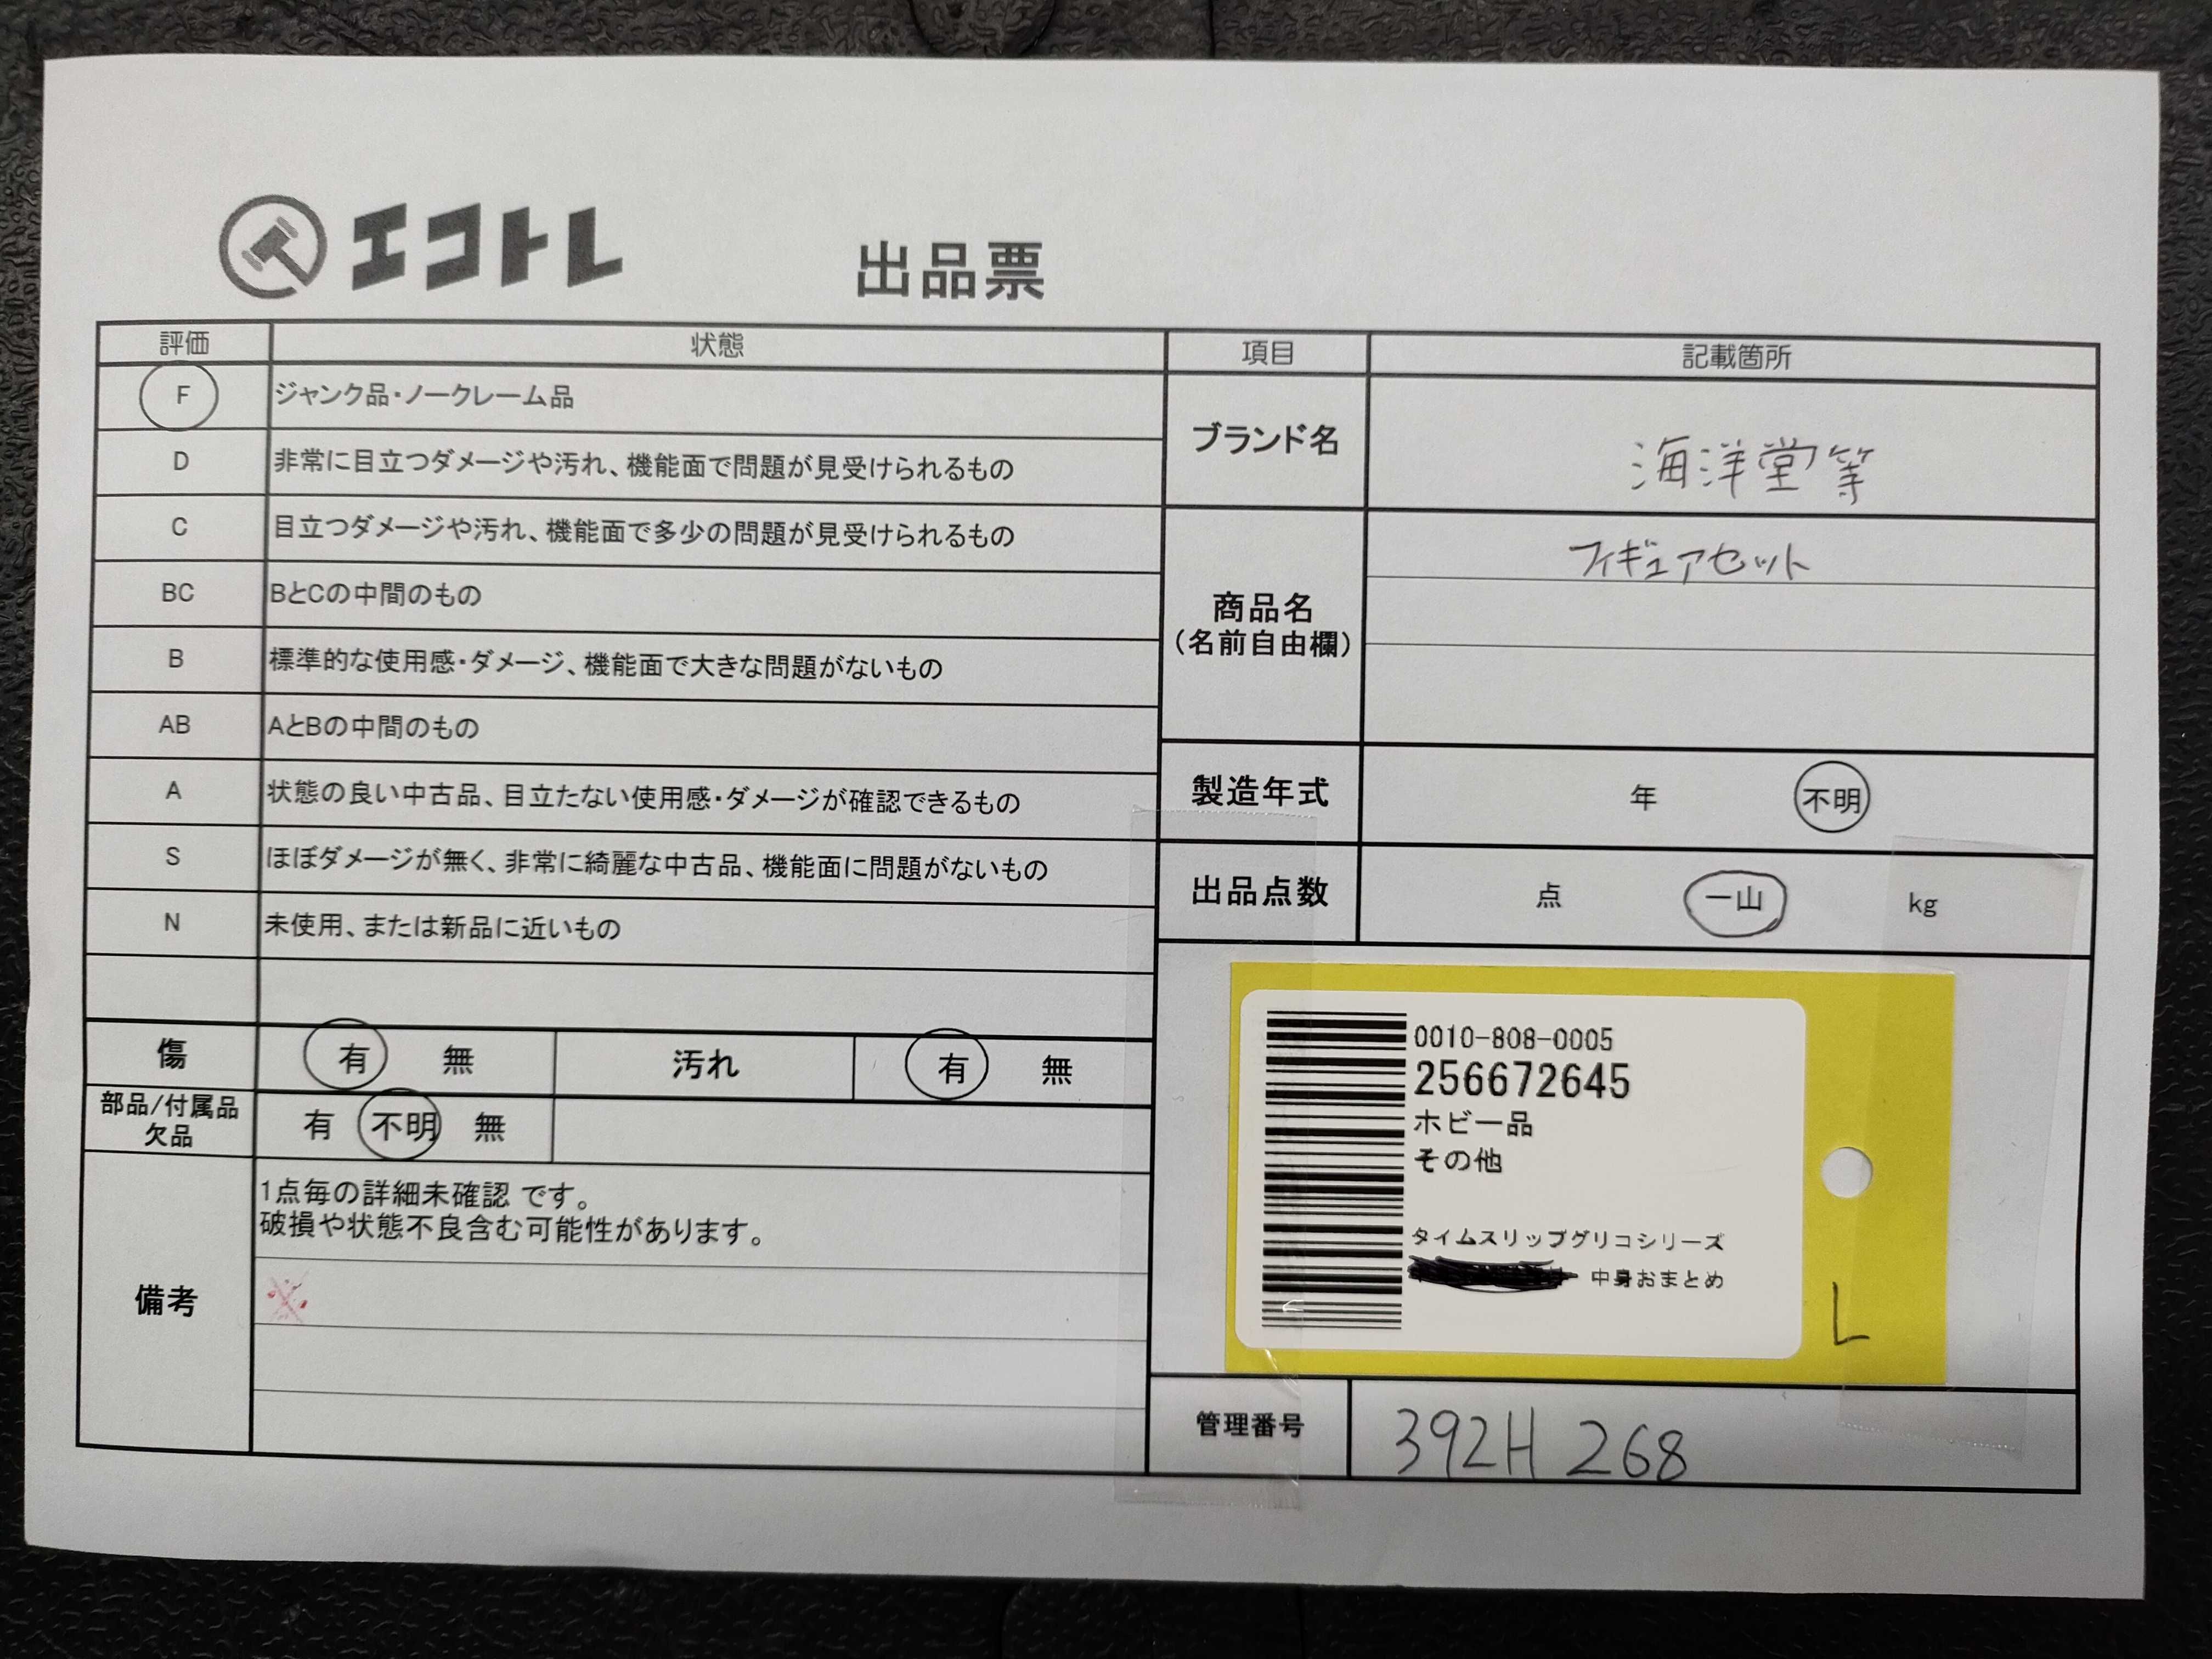 エコトレ
出品票
評価 状態
F ジャンク品・ノークレーム品
D 非常に目立つダメージや汚れ、機能面で問題が見受けられるもの
C 目立つダメージや汚れ、機能面で多少の問題が見受けられるもの
BC BとCの中間のもの
B 標準的な使用感・ダメージ、機能面で大きな問題がないもの
AB AとBの中間のもの
A 状態の良い中古品、目立たない使用感・ダメージが確認できるもの
S ほぼダメージが無く、非常に綺麗な中古品、機能面に問題がないもの
N 未使用、または新品に近いもの
傷 有 無 汚れ 有 無
部品/付属品
欠品 有 不明 無
備考
1点毎の詳細未確認 です。
破損や状態不良含む可能性があります。
※
項目 記載箇所
ブランド名 海洋堂等
商品名
(名前自由欄)
フィギュアセット
製造年式 年 不明
出品点数 点 一山 kg
0010-808-0005
256672645
ホビー品
その他
タイムスリップグリコシリーズ
中身おまとめ
L
管理番号 392H 268